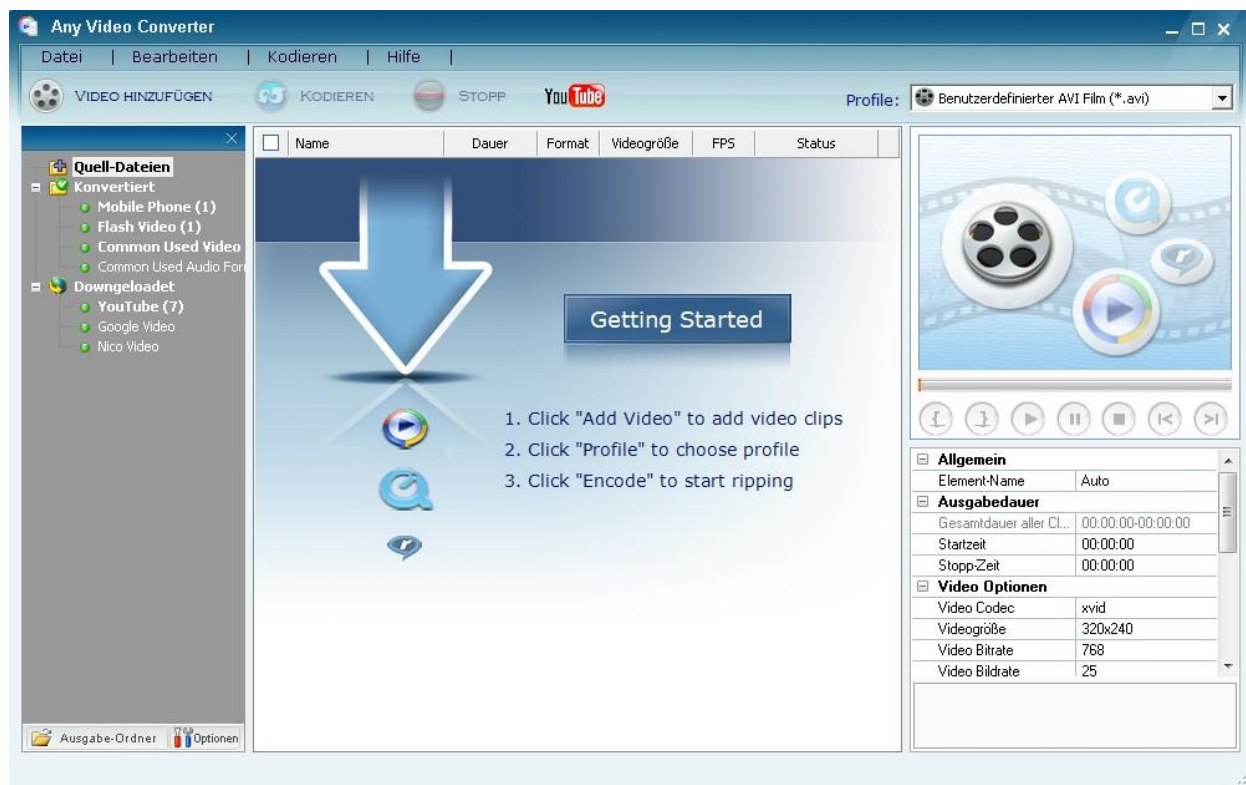 Any Video Converter
Datei | Bearbeiten | Kodieren | Hilfe |
VIDEO HINZUFÜGEN KODIEREN STOPP YouTube Profile: Benutzerdefinierter AVI Film (*.avi)
Quell-Dateien
Konvertiert
Mobile Phone (1)
Flash Video (1)
Common Used Video
Common Used Audio For
Downgeloadet
YouTube (7)
Google Video
Nico Video
Ausgabe-Ordner Optionen
Name Dauer Format Videogröße FPS Status
Getting Started
1. Click "Add Video" to add video clips
2. Click "Profile" to choose profile
3. Click "Encode" to start ripping
Allgemein
Element-Name Auto
Ausgabedauer
Gesamtdauer aller Cl... 00:00:00-00:00:00
Startzeit 00:00:00
Stopp-Zeit 00:00:00
Video Optionen
Video Codec xvid
Videogröße 320x240
Video Bitrate 768
Video Bildrate 25